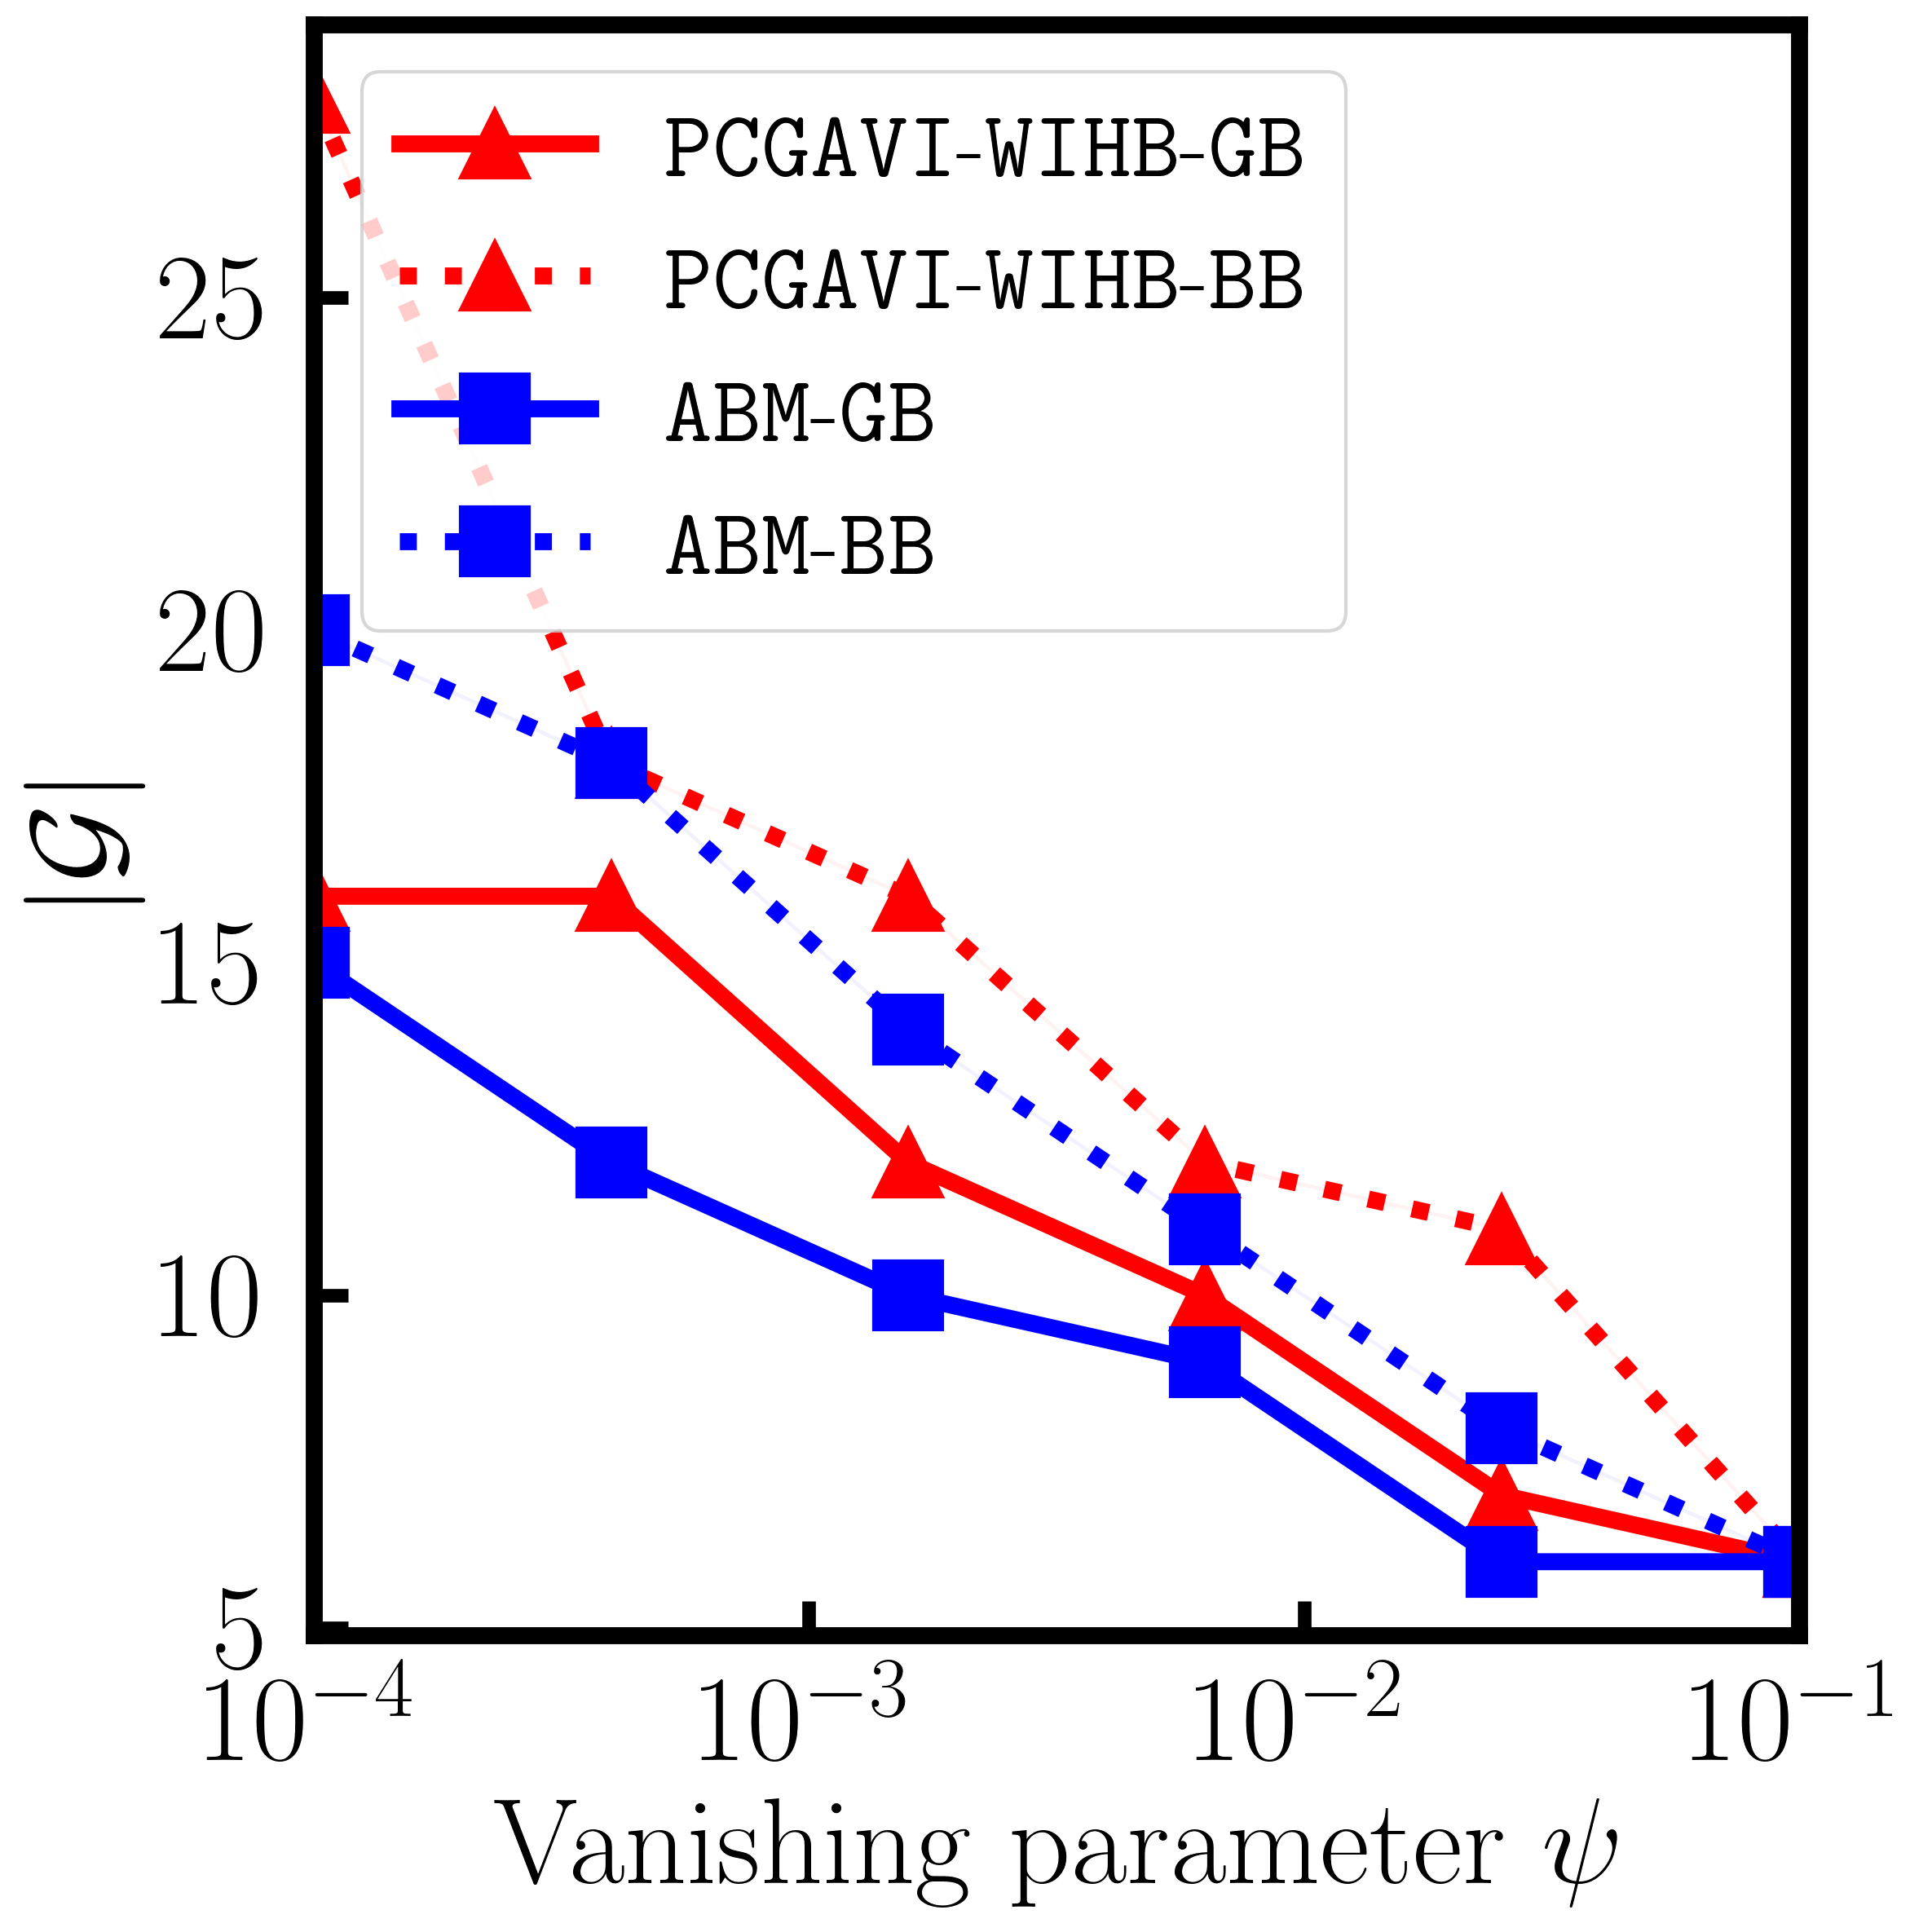 PCGAVI-WIHB-GB
PCGAVI-WIHB-BB
ABM-GB
ABM-BB
|𝒢|
25
20
15
10
5
10⁻⁴ 10⁻³ 10⁻² 10⁻¹
Vanishing parameter ψ